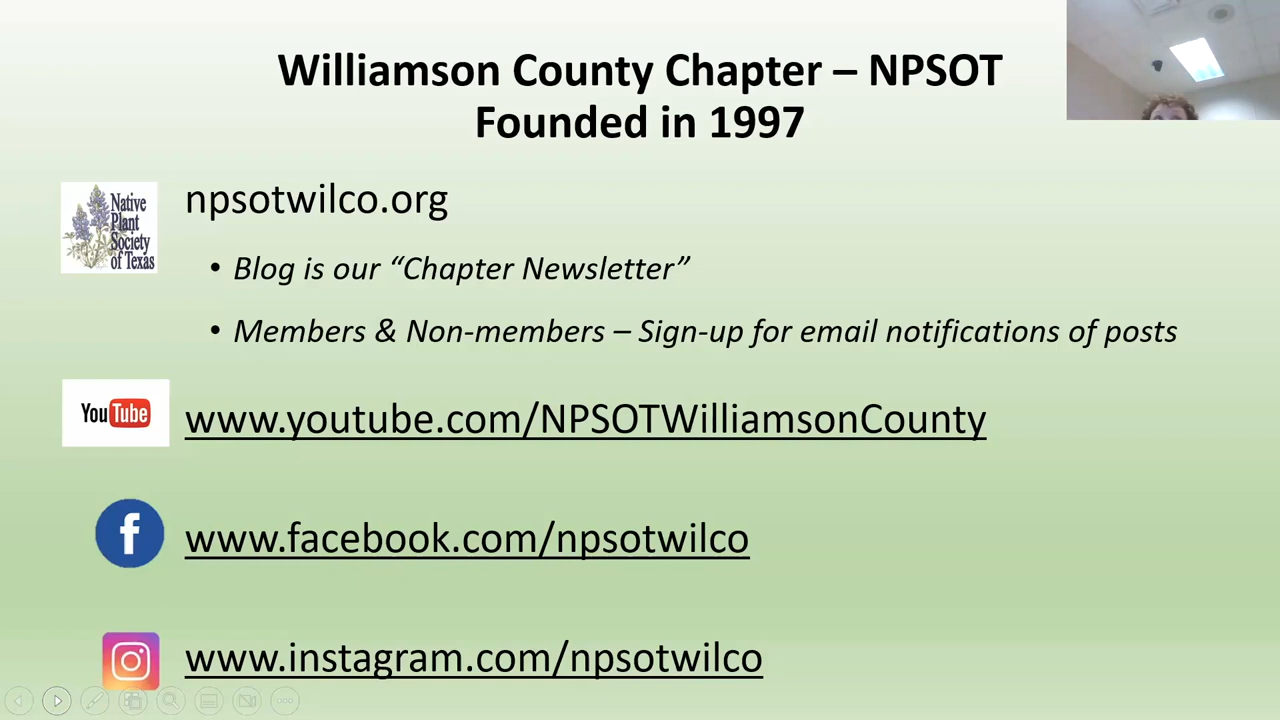 Williamson County Chapter – NPSOT
Founded in 1997
Native
Plant
Society
of Texas
npsotwilco.org
• Blog is our “Chapter Newsletter”
• Members & Non-members – Sign-up for email notifications of posts
YouTube
www.youtube.com/NPSOTWilliamsonCounty
f
www.facebook.com/npsotwilco
www.instagram.com/npsotwilco